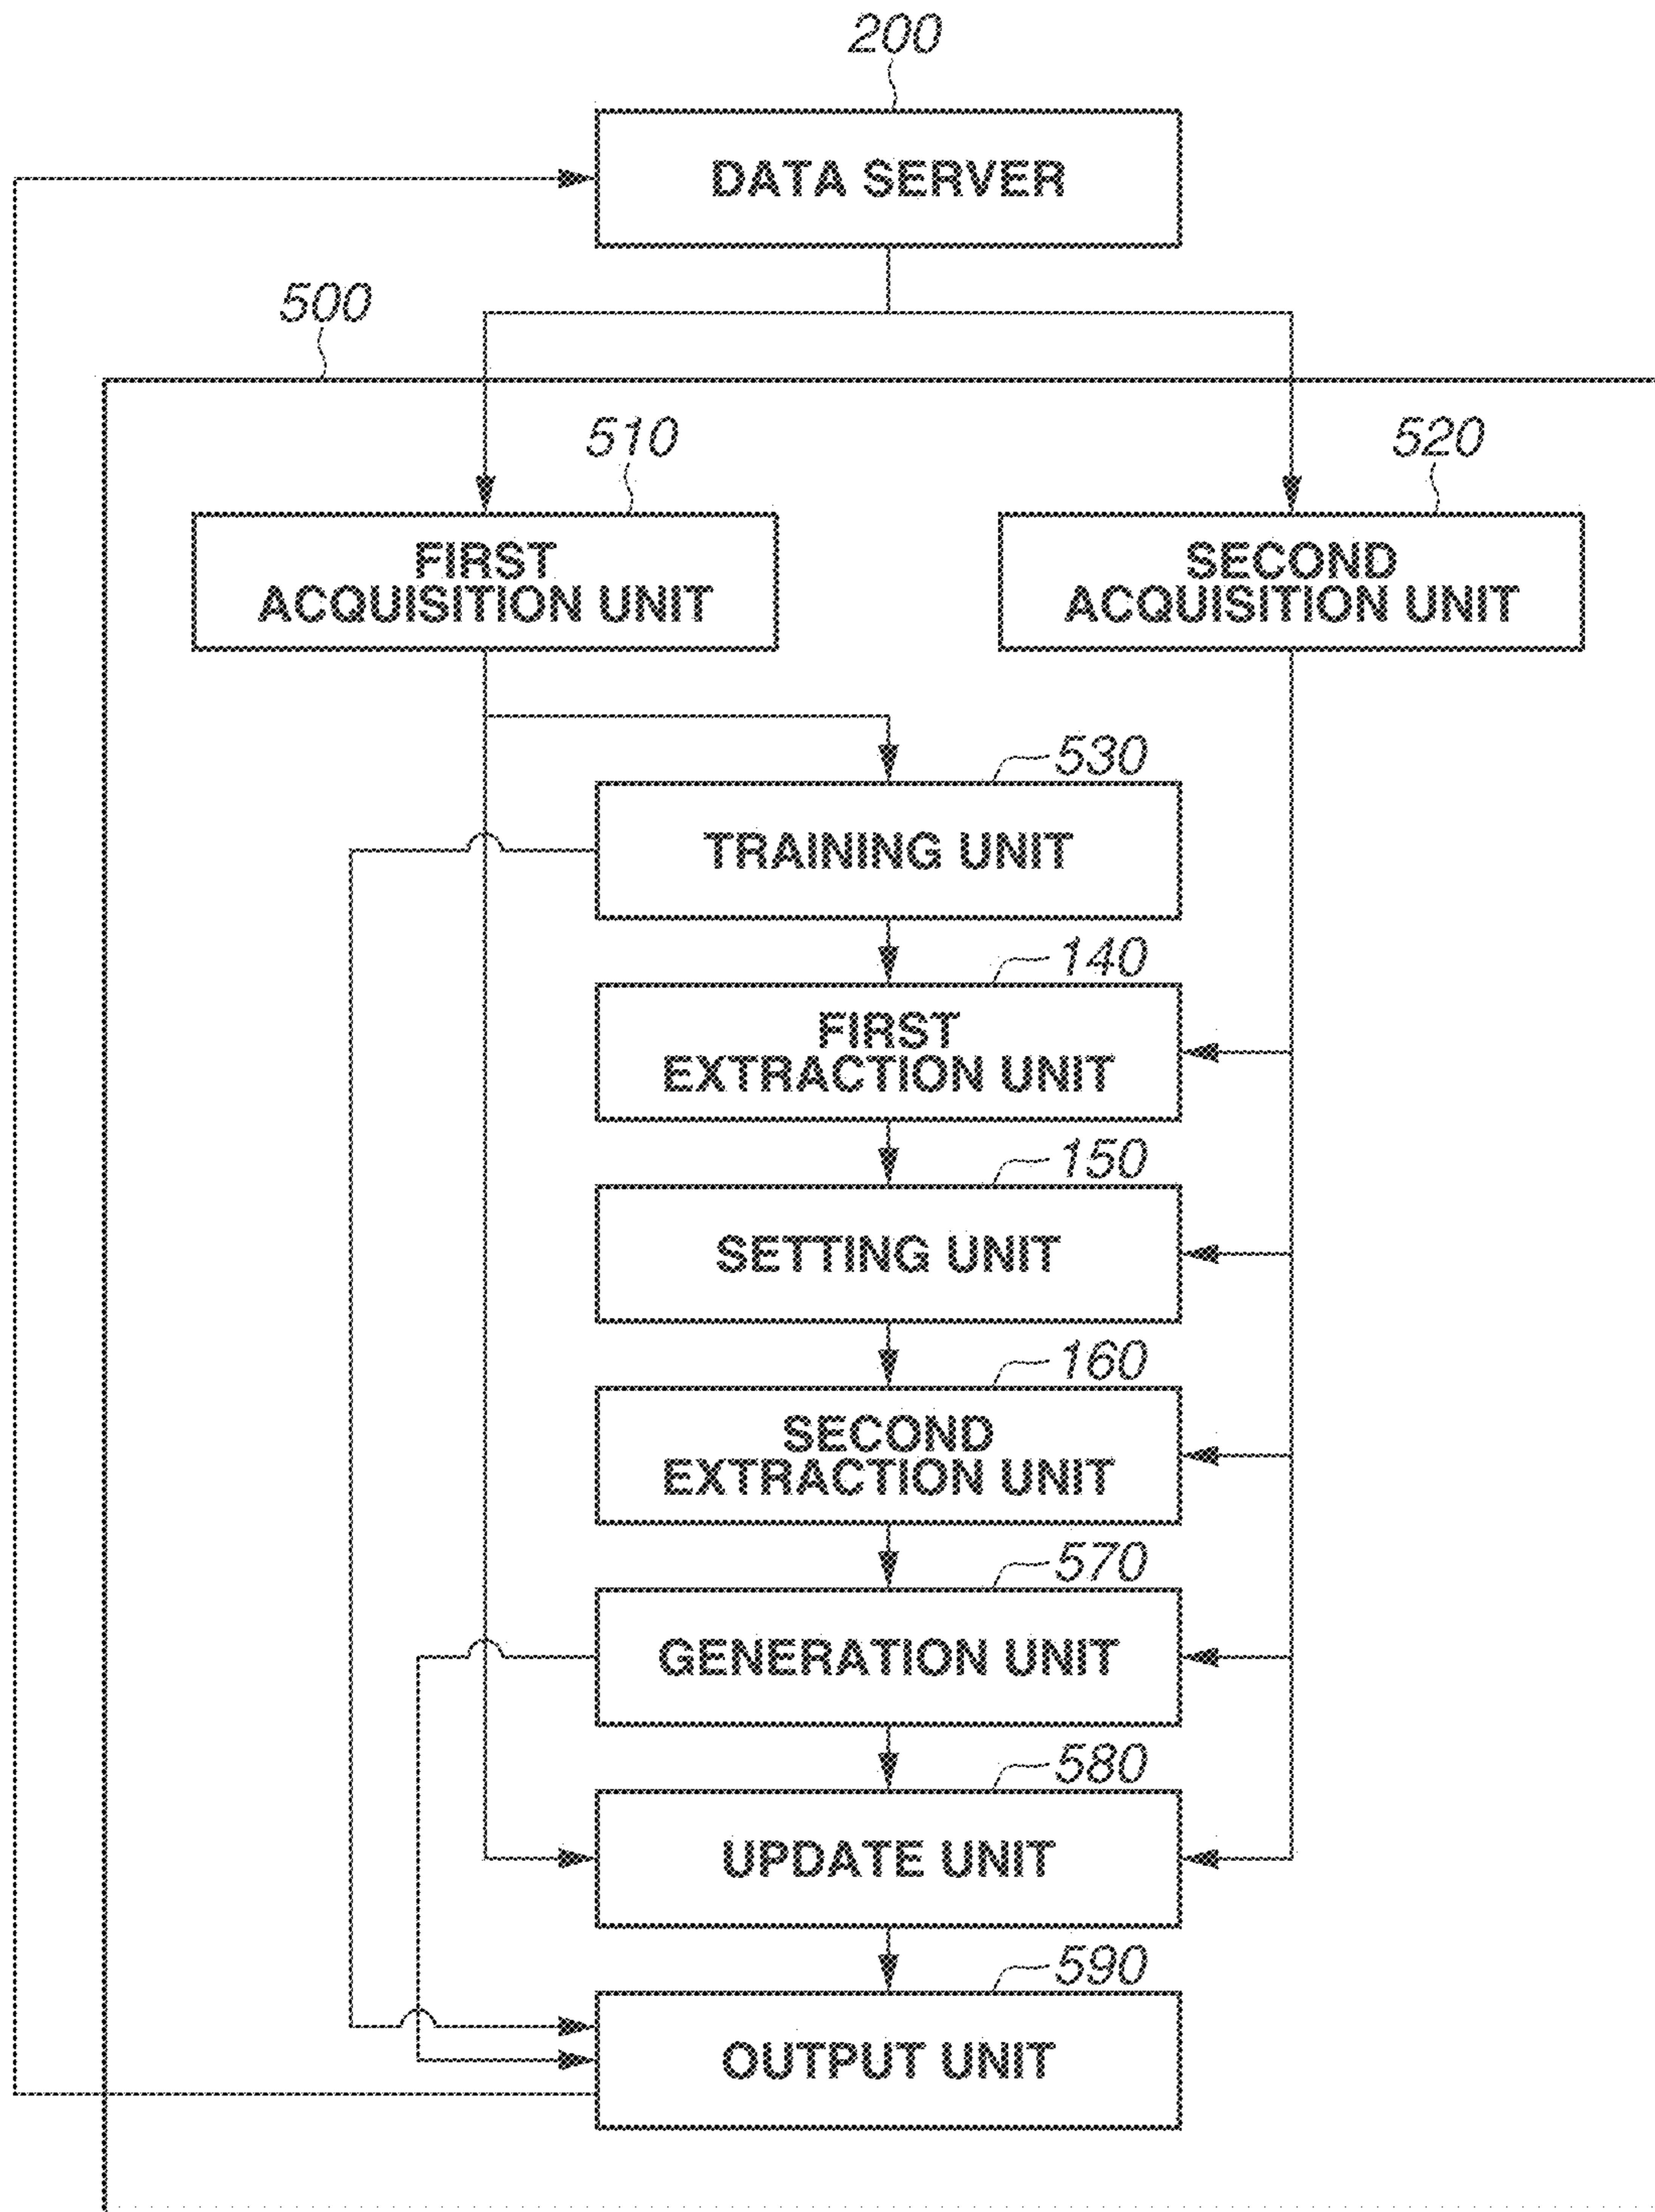 200
DATA SERVER
500
510
520
FIRST
ACQUISITION UNIT
SECOND
ACQUISITION UNIT
530
TRAINING UNIT
140
FIRST
EXTRACTION UNIT
150
SETTING UNIT
160
SECOND
EXTRACTION UNIT
570
GENERATION UNIT
580
UPDATE UNIT
590
OUTPUT UNIT